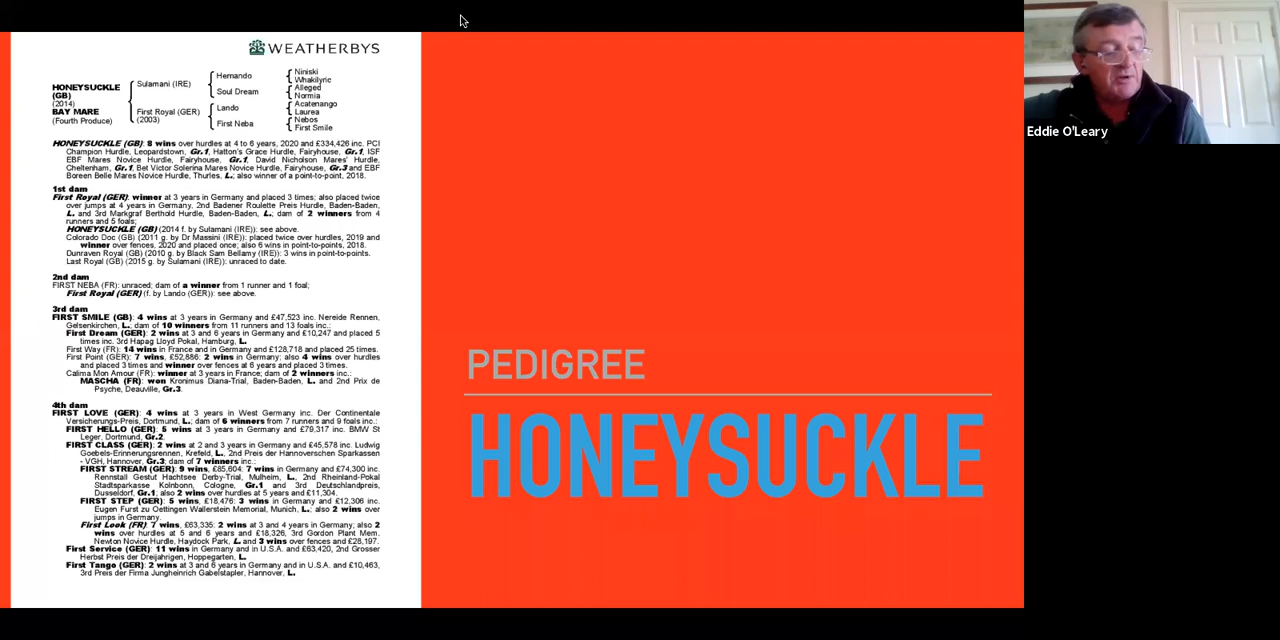 WEATHERBYS
HONEYSUCKLE
(GB)
(2014)
BAY MARE
(Fourth Produce)
Sulamani (IRE)
First Royal (GER)
(2003)
Hernando
Soul Dream
Lando
First Neba
Niniski
Whakilyric
Alleged
Normia
Acatenango
Laurea
Nebos
First Smile
HONEYSUCKLE (GB): 8 wins over hurdles at 4 to 6 years, 2020 and £334,426 inc. PCI
Champion Hurdle, Leopardstown, Gr.1, Hatton's Grace Hurdle, Fairyhouse, Gr.1, ISF
EBF Mares Novice Hurdle, Fairyhouse, Gr.1, David Nicholson Mares' Hurdle,
Cheltenham, Gr.1, Bet Victor Solerina Mares Novice Hurdle, Fairyhouse, Gr.3 and EBF
Boreen Belle Mares Novice Hurdle, Thurles, L.; also winner of a point-to-point, 2018.
1st dam
First Royal (GER): winner at 3 years in Germany and placed 3 times; also placed twice
over jumps at 4 years in Germany, 2nd Badener Roulette Preis Hurdle, Baden-Baden,
L. and 3rd Markgraf Berthold Hurdle, Baden-Baden, L.; dam of 2 winners from 4
runners and 5 foals;
HONEYSUCKLE (GB) (2014 f. by Sulamani (IRE)): see above.
Colorado Doc (GB) (2011 g. by Dr Massini (IRE)): placed twice over hurdles, 2019 and
winner over fences, 2020 and placed once; also 6 wins in point-to-points, 2018.
Dunraven Royal (GB) (2010 g. by Black Sam Bellamy (IRE)): 3 wins in point-to-points.
Last Royal (GB) (2015 g. by Sulamani (IRE)): unraced to date.
2nd dam
FIRST NEBA (FR): unraced; dam of a winner from 1 runner and 1 foal;
First Royal (GER) (f. by Lando (GER)): see above.
3rd dam
FIRST SMILE (GB): 4 wins at 3 years in Germany and £47,523 inc. Nereide Rennen,
Gelsenkirchen, L.; dam of 10 winners from 11 runners and 13 foals inc.:
First Dream (GER): 2 wins at 3 and 6 years in Germany and £10,247 and placed 5
times inc. 3rd Hapag Lloyd Pokal, Hamburg, L.
First Way (FR): 14 wins in France and in Germany and £128,718 and placed 25 times.
First Point (GER): 7 wins, £52,886: 2 wins in Germany; also 4 wins over hurdles
and placed 3 times and winner over fences at 6 years and placed 3 times.
Calima Mon Amour (FR): winner at 3 years in France; dam of 2 winners inc.:
MASCHA (FR): won Kronimus Diana-Trial, Baden-Baden, L. and 2nd Prix de
Psyche, Deauville, Gr.3.
4th dam
FIRST LOVE (GER): 4 wins at 3 years in West Germany inc. Der Continentale
Versicherungs-Preis, Dortmund, L.; dam of 6 winners from 7 runners and 9 foals inc.:
FIRST HELLO (GER): 5 wins at 3 years in Germany and £79,317 inc. BMW St
Leger, Dortmund, Gr.2.
FIRST CLASS (GER): 2 wins at 2 and 3 years in Germany and £45,578 inc. Ludwig
Goebels-Erinnerungsrennen, Krefeld, L., 2nd Preis der Hannoverschen Sparkassen
- VGH, Hannover, Gr.3; dam of 7 winners inc.:
FIRST STREAM (GER): 9 wins, £85,604: 7 wins in Germany and £74,300 inc.
Rennstall Gestut Hachtsee Derby-Trial, Mulheim, L., 2nd Rheinland-Pokal
Stadtsparkasse Kolnbonn, Cologne, Gr.1 and 3rd Deutschlandpreis,
Dusseldorf, Gr.1; also 2 wins over hurdles at 5 years and £11,304.
FIRST STEP (GER): 5 wins, £18,476: 3 wins in Germany and £12,306 inc.
Eugen Furst zu Oettingen Wallerstein Memorial, Munich, L.; also 2 wins over
jumps in Germany.
First Look (FR): 7 wins, £63,335: 2 wins at 3 and 4 years in Germany; also 2
wins over hurdles at 5 and 6 years and £18,326, 3rd Gordon Plant Mem.
Newton Novice Hurdle, Haydock Park, L. and 3 wins over fences and £28,197.
First Service (GER): 11 wins in Germany and in U.S.A. and £63,420, 2nd Grosser
Herbst Preis der Dreijahrigen, Hoppegarten, L.
First Tango (GER): 2 wins at 3 and 6 years in Germany and in U.S.A. and £10,463,
3rd Preis der Firma Jungheinrich Gabelstapler, Hannover, L.
PEDIGREE
HONEYSUCKLE
Eddie O'Leary